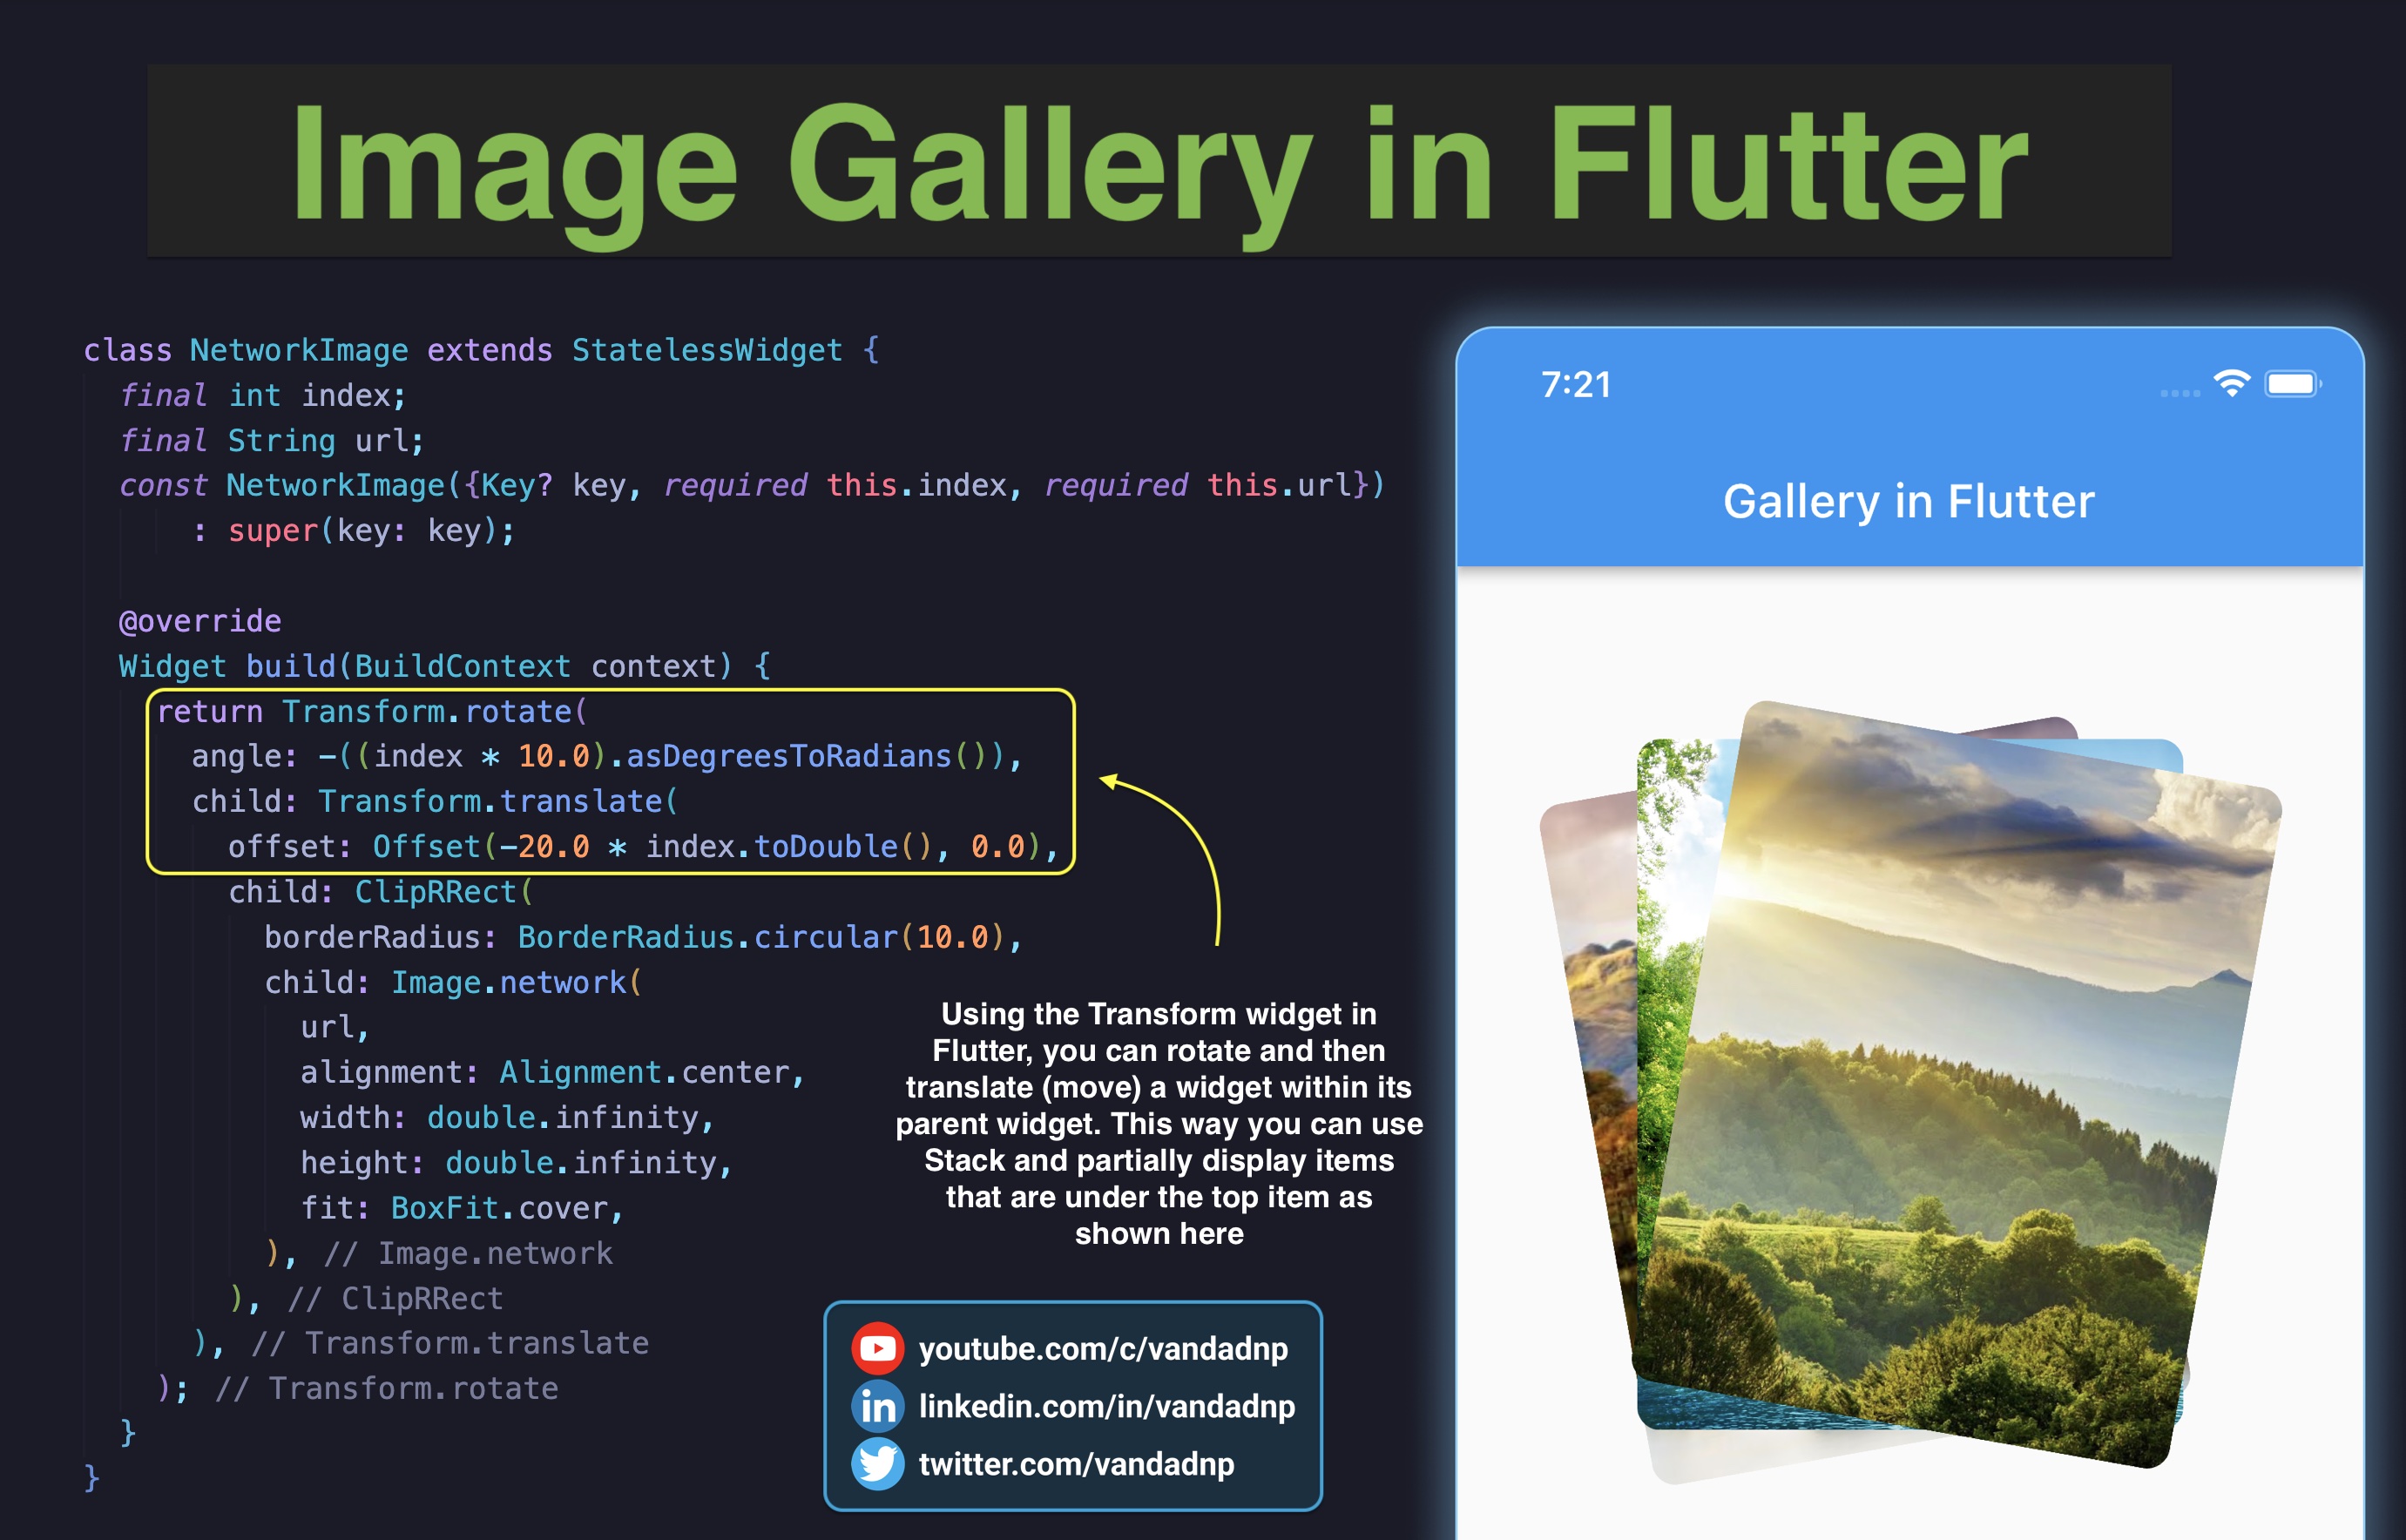 Image Gallery in Flutter
class NetworkImage extends StatelessWidget {
  final int index;
  final String url;
  const NetworkImage({Key? key, required this.index, required this.url})
      : super(key: key);
  @override
  Widget build(BuildContext context) {
    return Transform.rotate(
      angle: -((index * 10.0).asDegreesToRadians()),
      child: Transform.translate(
        offset: Offset(-20.0 * index.toDouble(), 0.0),
        child: ClipRRect(
          borderRadius: BorderRadius.circular(10.0),
          child: Image.network(
            url,
            alignment: Alignment.center,
            width: double.infinity,
            height: double.infinity,
            fit: BoxFit.cover,
          ), // Image.network
        ), // ClipRRect
      ), // Transform.translate
    ); // Transform.rotate
  }
}
Using the Transform widget in
Flutter, you can rotate and then
translate (move) a widget within its
parent widget. This way you can use
Stack and partially display items
that are under the top item as
shown here
youtube.com/c/vandadnp
linkedin.com/in/vandadnp
twitter.com/vandadnp
7:21
Gallery in Flutter